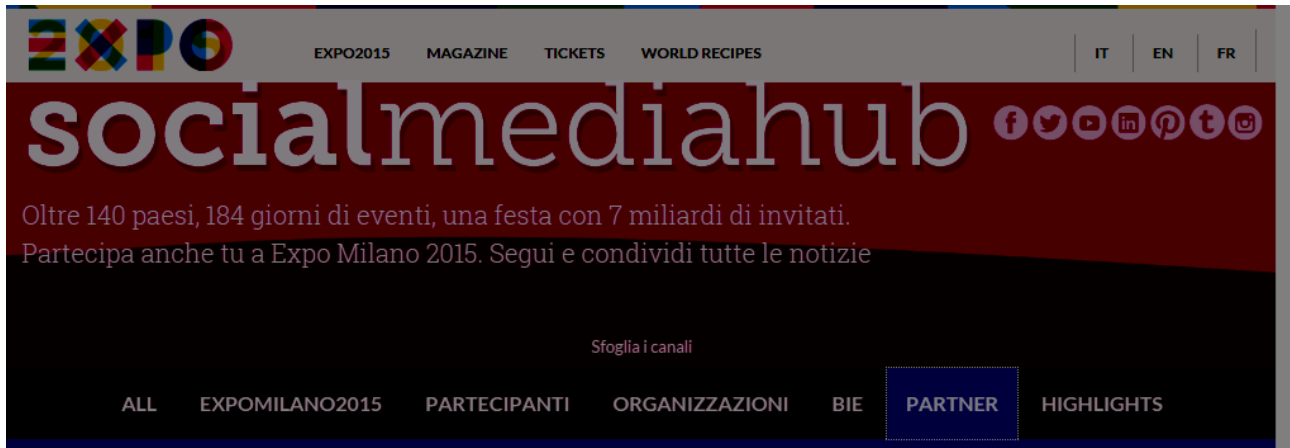 EXPO
EXPO2015 MAGAZINE TICKETS WORLD RECIPES IT EN FR
socialmediahub
Oltre 140 paesi, 184 giorni di eventi, una festa con 7 miliardi di invitati.
Partecipa anche tu a Expo Milano 2015. Segui e condividi tutte le notizie
Sfoglia i canali
ALL EXPOMILANO2015 PARTECIPANTI ORGANIZZAZIONI BIE PARTNER HIGHLIGHTS